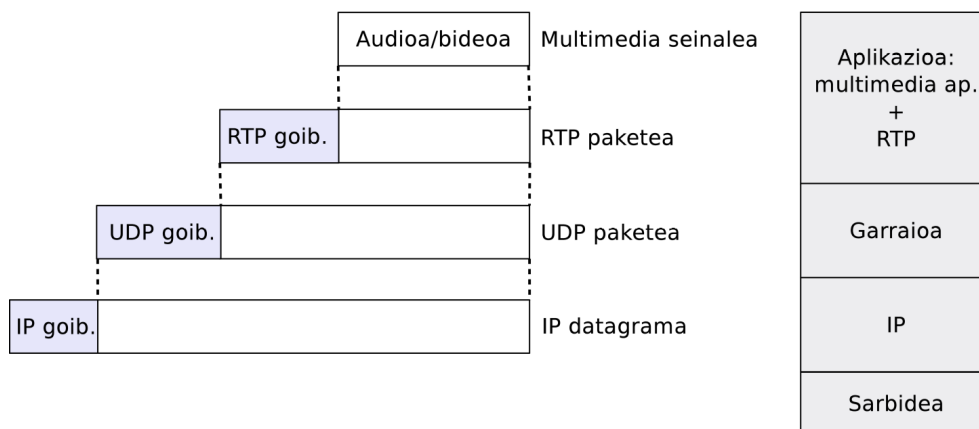 Audioa/bideoa
Multimedia seinalea
RTP goib.
RTP paketea
UDP goib.
UDP paketea
IP goib.
IP datagrama
Aplikazioa:
multimedia ap.
+
RTP
Garraioa
IP
Sarbidea